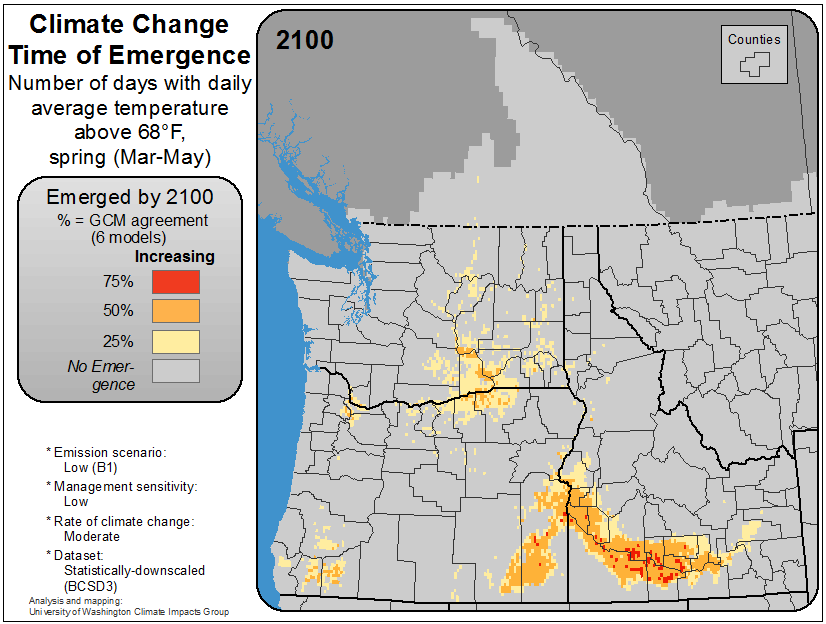 Climate Change
Time of Emergence
Number of days with daily
average temperature
above 68°F,
spring (Mar-May)
Emerged by 2100
% = GCM agreement
(6 models)
Increasing
75%
50%
25%
No Emer-
gence
* Emission scenario:
Low (B1)
* Management sensitivity:
Low
* Rate of climate change:
Moderate
* Dataset:
Statistically-downscaled
(BCSD3)
Analysis and mapping:
University of Washington Climate Impacts Group
2100
Counties